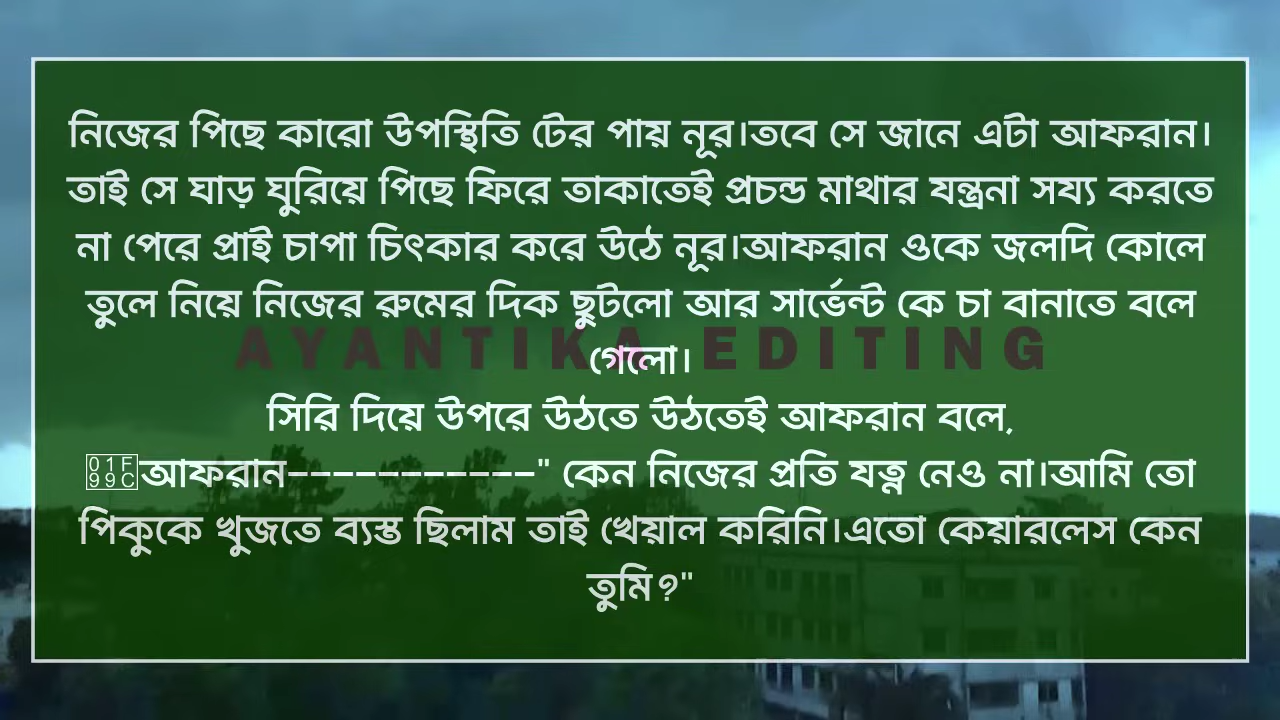 নিজের পিছে কারো উপস্থিতি টের পায় নূর।তবে সে জানে এটা আফরান।
তাই সে ঘাড় ঘুরিয়ে পিছে ফিরে তাকাতেই প্রচন্ড মাথার যন্ত্রনা সয্য করতে
না পেরে প্রাই চাপা চিৎকার করে উঠে নূর।আফরান ওকে জলদি কোলে
তুলে নিয়ে নিজের রুমের দিক ছুটলো আর সার্ভেন্ট কে চা বানাতে বলে
গেলো।
AYANTIKA EDITING
সিরি দিয়ে উপরে উঠতে উঠতেই আফরান বলে,
🦜আফরান-----------" কেন নিজের প্রতি যত্ন নেও না।আমি তো
পিকুকে খুজতে ব্যস্ত ছিলাম তাই খেয়াল করিনি।এতো কেয়ারলেস কেন
তুমি?"